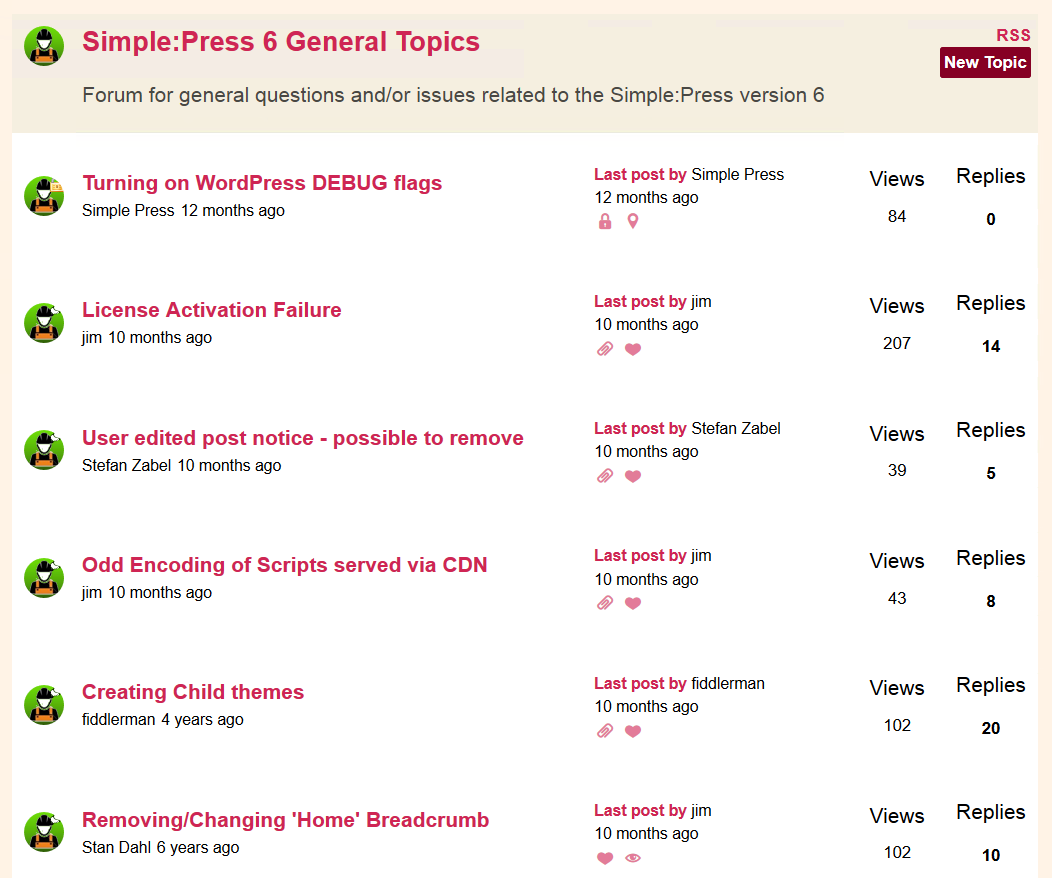 Simple:Press 6 General Topics
RSS
New Topic
Forum for general questions and/or issues related to the Simple:Press version 6
Turning on WordPress DEBUG flags
Simple Press 12 months ago
Last post by Simple Press
12 months ago
Views
84
Replies
0
License Activation Failure
jim 10 months ago
Last post by jim
10 months ago
Views
207
Replies
14
User edited post notice - possible to remove
Stefan Zabel 10 months ago
Last post by Stefan Zabel
10 months ago
Views
39
Replies
5
Odd Encoding of Scripts served via CDN
jim 10 months ago
Last post by jim
10 months ago
Views
43
Replies
8
Creating Child themes
fiddlerman 4 years ago
Last post by fiddlerman
10 months ago
Views
102
Replies
20
Removing/Changing 'Home' Breadcrumb
Stan Dahl 6 years ago
Last post by jim
10 months ago
Views
102
Replies
10